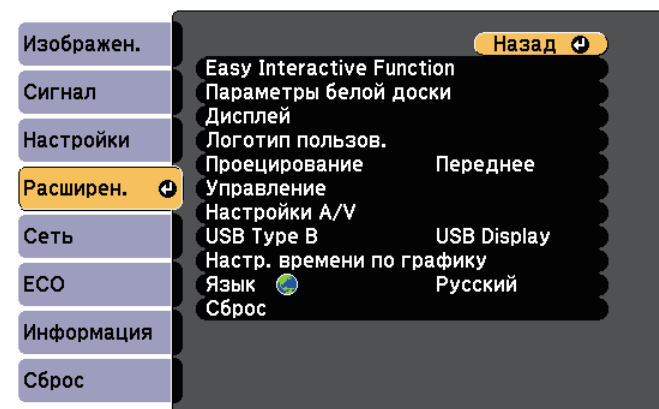 Изображен.
Сигнал
Настройки
Расширен.
Сеть
ECO
Информация
Сброс
Назад
Easy Interactive Function
Параметры белой доски
Дисплей
Логотип пользов.
Проецирование Переднее
Управление
Настройки A/V
USB Type B USB Display
Настр. времени по графику
Язык Русский
Сброс